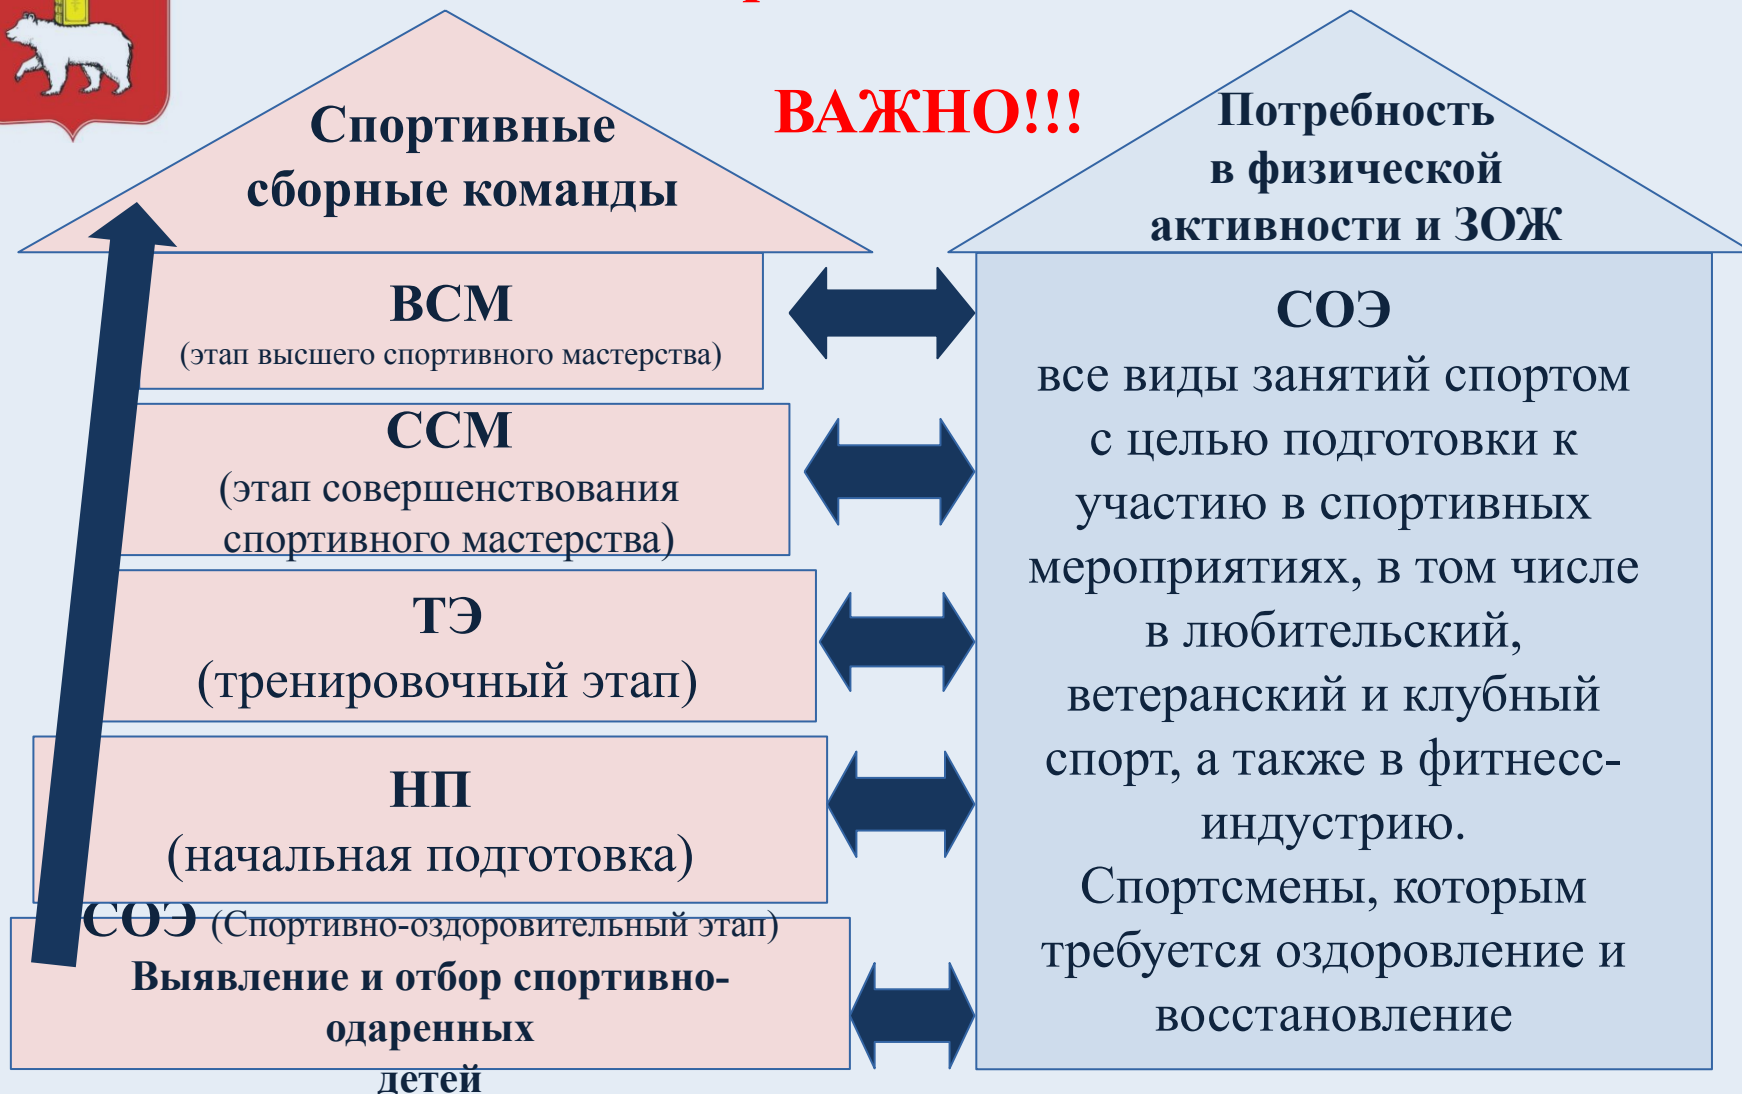 ВАЖНО!!!
Спортивные
сборные команды
ВСМ
(этап высшего спортивного мастерства)
ССМ
(этап совершенствования
спортивного мастерства)
ТЭ
(тренировочный этап)
НП
(начальная подготовка)
СОЭ (Спортивно-оздоровительный этап)
Выявление и отбор спортивно-
одаренных
детей
Потребность
в физической
активности и ЗОЖ
СОЭ
все виды занятий спортом
с целью подготовки к
участию в спортивных
мероприятиях, в том числе
в любительский,
ветеранский и клубный
спорт, а также в фитнесс-
индустрию.
Спортсмены, которым
требуется оздоровление и
восстановление